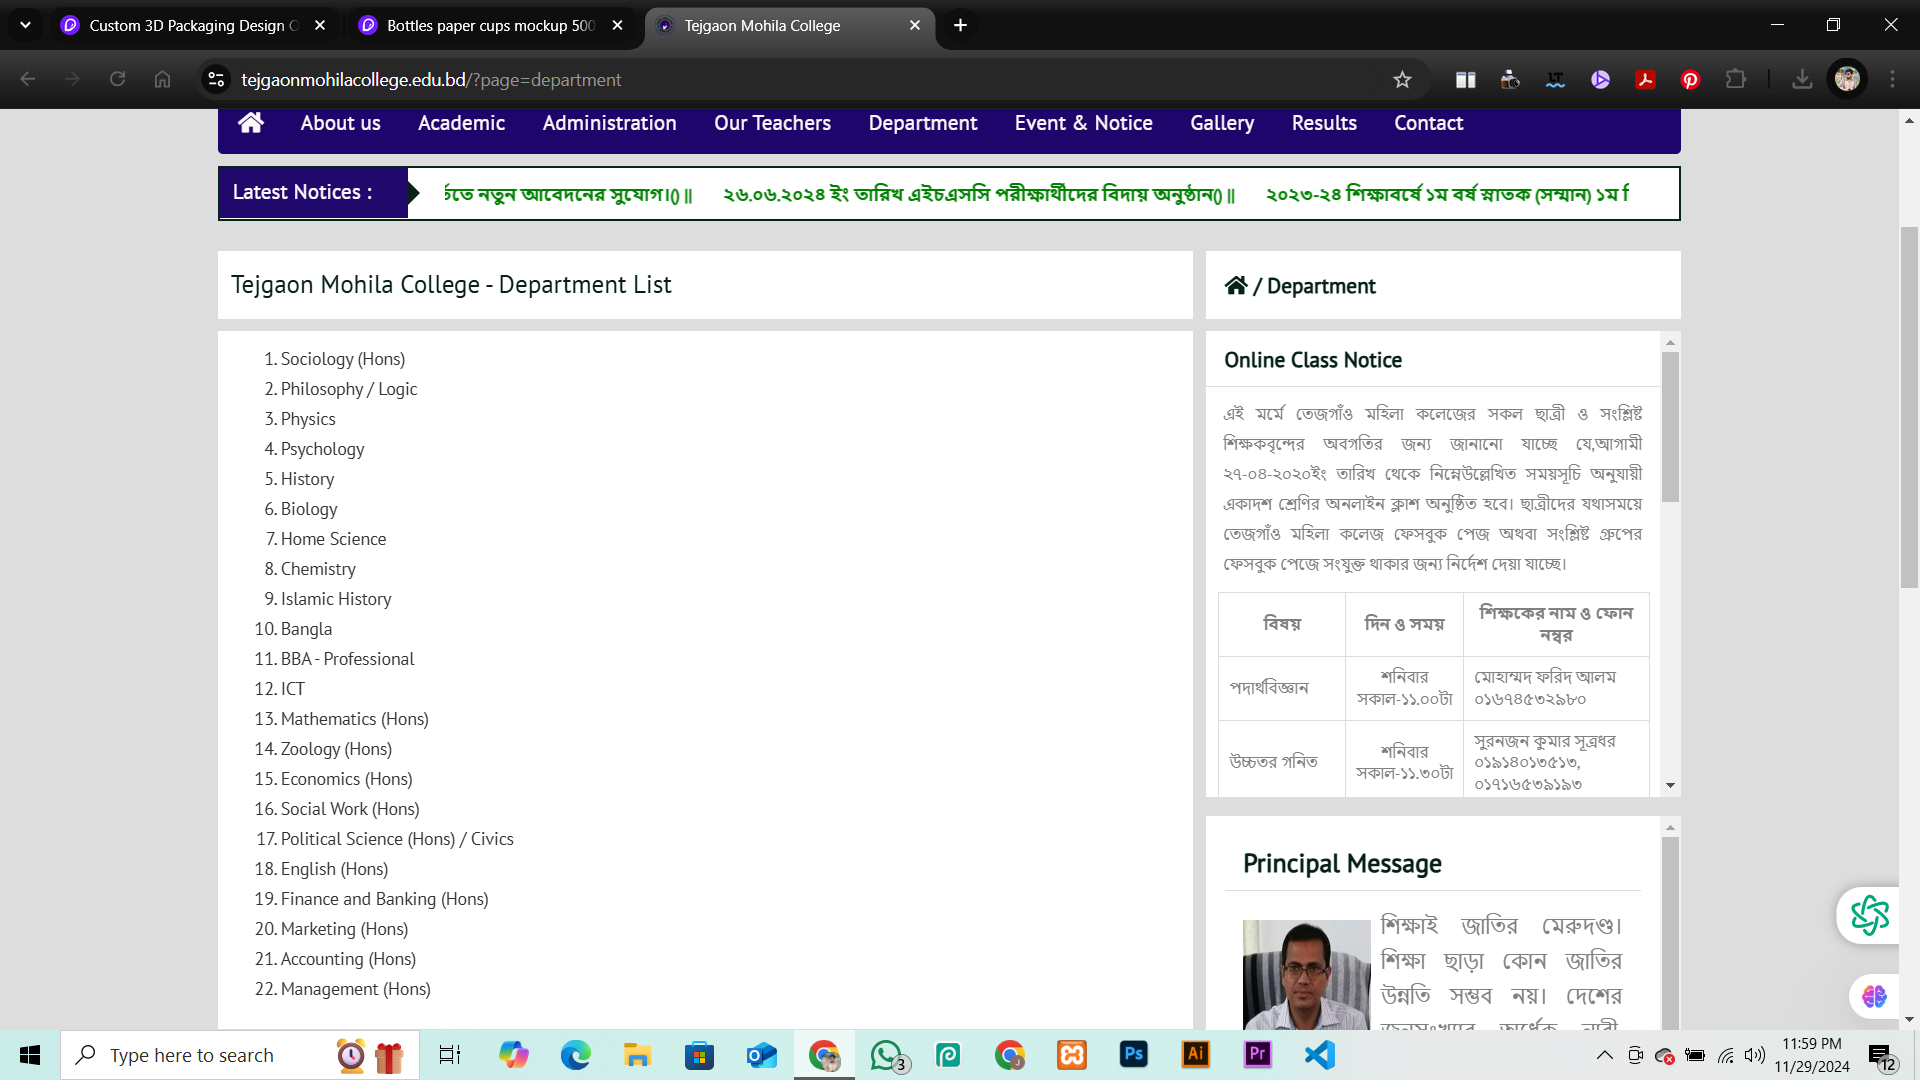 Custom 3D Packaging Design
Bottles paper cups mockup 500
Tejgaon Mohila College
tejgaonmohilacollege.edu.bd/?page=department
About us Academic Administration Our Teachers Department Event & Notice Gallery Results Contact
Latest Notices : নতুন আবেদনের সুযোগ।() || ২৬.০৬.২০২৪ ইং তারিখ এইচএসসি পরীক্ষার্থীদের বিদায় অনুষ্ঠান() || ২০২৩-২৪ শিক্ষাবর্ষে ১ম বর্ষ স্নাতক (সম্মান) ১ম
Tejgaon Mohila College - Department List
1. Sociology (Hons)
2. Philosophy / Logic
3. Physics
4. Psychology
5. History
6. Biology
7. Home Science
8. Chemistry
9. Islamic History
10. Bangla
11. BBA - Professional
12. ICT
13. Mathematics (Hons)
14. Zoology (Hons)
15. Economics (Hons)
16. Social Work (Hons)
17. Political Science (Hons) / Civics
18. English (Hons)
19. Finance and Banking (Hons)
20. Marketing (Hons)
21. Accounting (Hons)
22. Management (Hons)
/ Department
Online Class Notice
এই মর্মে তেজগাঁও মহিলা কলেজের সকল ছাত্রী ও সংশ্লিষ্ট
শিক্ষকবৃন্দের অবগতির জন্য জানানো যাচ্ছে যে,আগামী
২৭-০৪-২০২০ইং তারিখ থেকে নিম্নেউল্লেখিত সময়সূচি অনুযায়ী
একাদশ শ্রেণির অনলাইন ক্লাশ অনুষ্ঠিত হবে। ছাত্রীদের যথাসময়ে
তেজগাঁও মহিলা কলেজ ফেসবুক পেজ অথবা সংশ্লিষ্ট গ্রুপের
ফেসবুক পেজে সংযুক্ত থাকার জন্য নির্দেশ দেয়া যাচ্ছে।
বিষয়
দিন ও সময়
শিক্ষকের নাম ও ফোন
নম্বর
পদার্থবিজ্ঞান
শনিবার
সকাল-১১.০০টা
মোহাম্মদ ফরিদ আলম
০১৬৭৪৫৩২৯৮০
উচ্চতর গনিত
শনিবার
সকাল-১১.৩০টা
সুরনজন কুমার সূত্রধর
০১৯১৪০১৩৫১৩,
০১৭১৬৫৩৯১৯৩
Principal Message
শিক্ষাই জাতির মেরুদণ্ড।
শিক্ষা ছাড়া কোন জাতির
উন্নতি সম্ভব নয়। দেশের
জনসংখ্যার অর্ধেক নারী
Type here to search
3
Ps
Ai
Pr
11:59 PM
11/29/2024
12